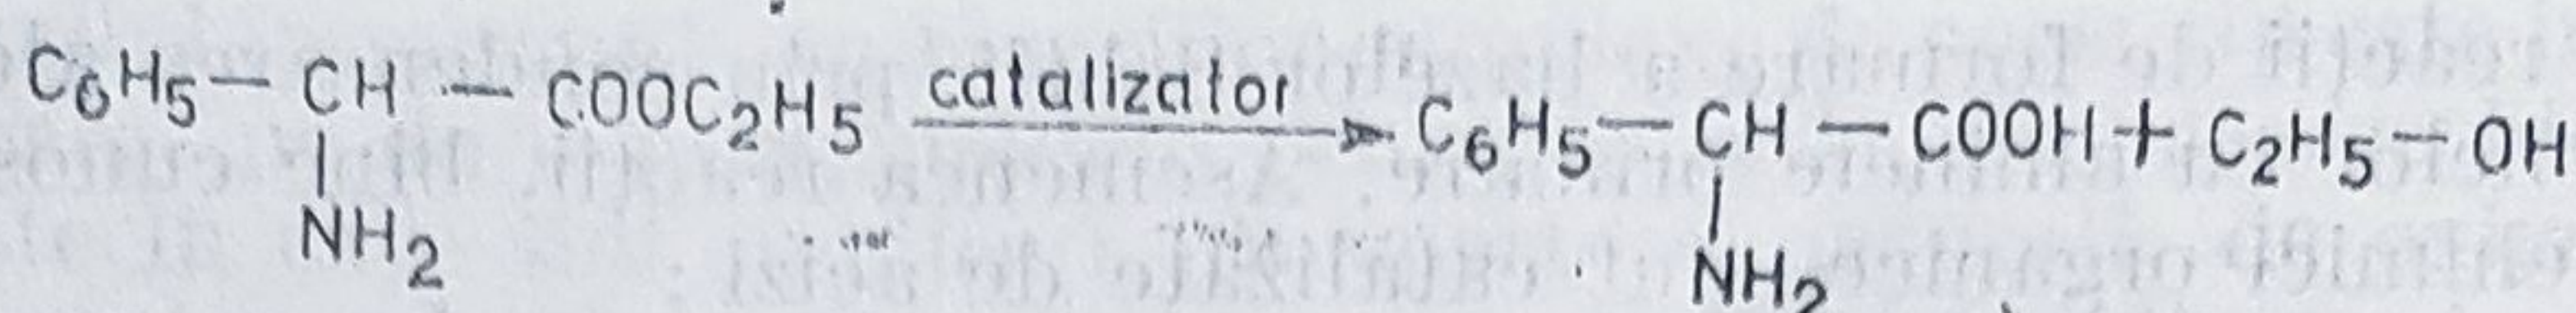 C6H5— CH — COOC2H5 catalizator → C6H5— CH — COOH + C2H5— OH
NH2 NH2